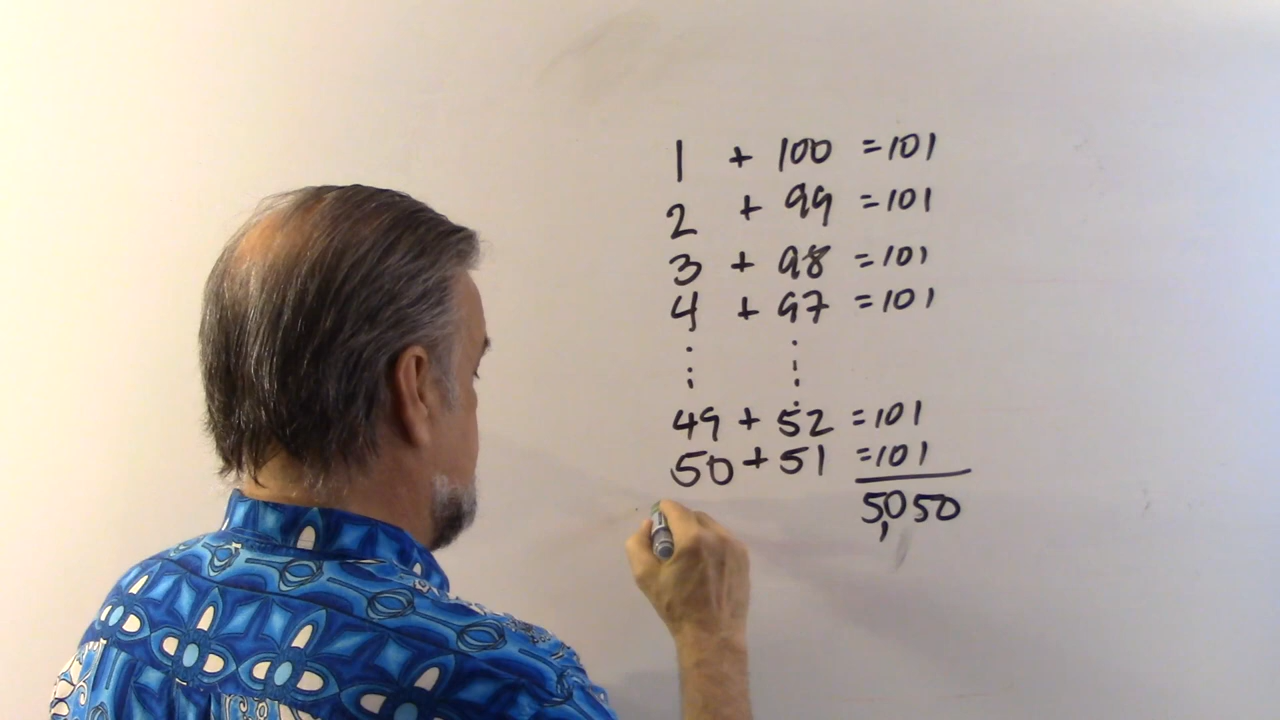 1 + 100 =101
2 + 99 =101
3 + 98 =101
4 + 97 =101
⋮ ⋮
49 + 52 =101
50 + 51 =101
5,050